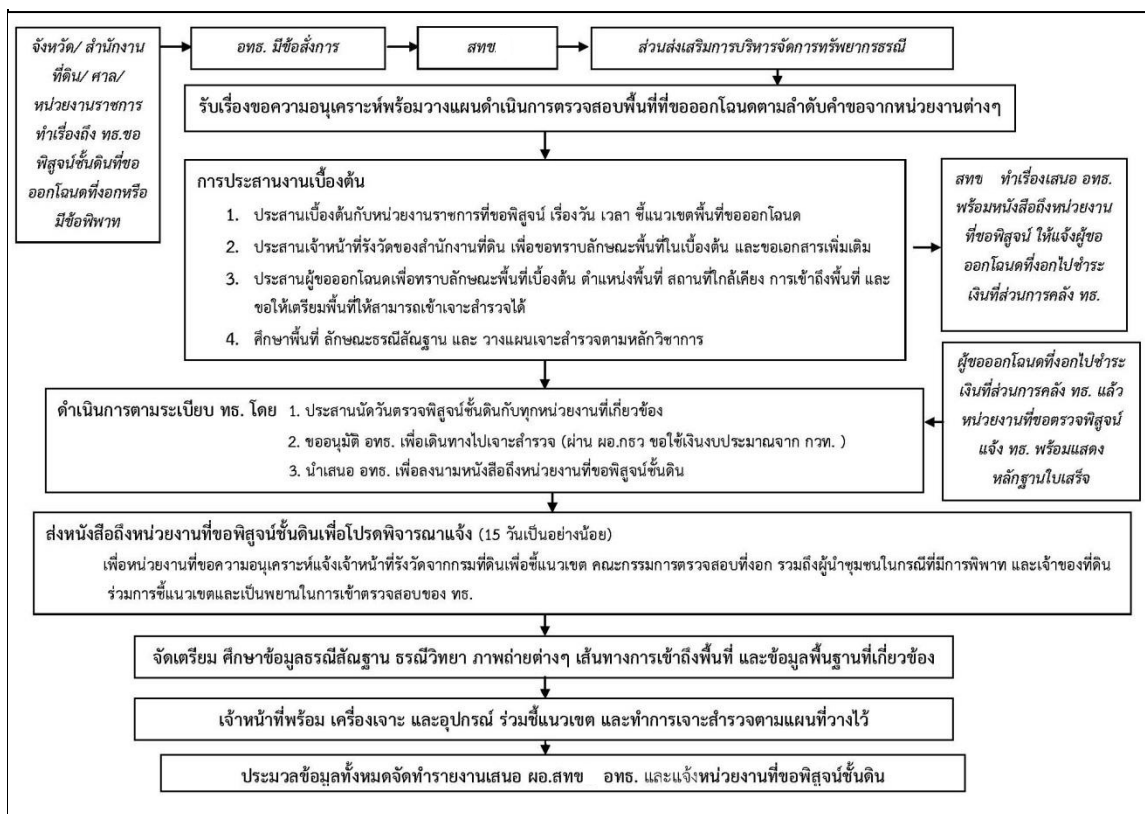 จังหวัด/ สำนักงาน
ที่ดิน/ ศาล/
หน่วยงานราชการ
ทำเรื่องถึง ทธ.ขอ
พิสูจน์ชั้นดินที่ขอ
ออกโฉนดที่งอกหรือ
มีข้อพิพาท
อทธ. มีข้อสั่งการ
สทข.
ส่วนส่งเสริมการบริหารจัดการทรัพยากรธรณี
รับเรื่องขอความอนุเคราะห์พร้อมวางแผนดำเนินการตรวจสอบพื้นที่ที่ขอออกโฉนดตามลำดับคำขอจากหน่วยงานต่างๆ
การประสานงานเบื้องต้น
1. ประสานเบื้องต้นกับหน่วยงานราชการที่ขอพิสูจน์ เรื่องวัน เวลา ชี้แนวเขตพื้นที่ขอออกโฉนด
2. ประสานเจ้าหน้าที่รังวัดของสำนักงานที่ดิน เพื่อขอทราบลักษณะพื้นที่ในเบื้องต้น และขอเอกสารเพิ่มเติม
3. ประสานผู้ขอออกโฉนดเพื่อทราบลักษณะพื้นที่เบื้องต้น ตำแหน่งพื้นที่ สถานที่ใกล้เคียง การเข้าถึงพื้นที่ และ
ขอให้เตรียมพื้นที่ให้สามารถเข้าเจาะสำรวจได้
4. ศึกษาพื้นที่ ลักษณะธรณีสัณฐาน และ วางแผนเจาะสำรวจตามหลักวิชาการ
สทข ทำเรื่องเสนอ อทธ.
พร้อมหนังสือถึงหน่วยงาน
ที่ขอพิสูจน์ ให้แจ้งผู้ขอ
ออกโฉนดที่งอกไปชำระ
เงินที่ส่วนการคลัง ทธ.
ผู้ขอออกโฉนดที่งอกไปชำระ
เงินที่ส่วนการคลัง ทธ. แล้ว
หน่วยงานที่ขอตรวจพิสูจน์
แจ้ง ทธ. พร้อมแสดง
หลักฐานใบเสร็จ
ดำเนินการตามระเบียบ ทธ. โดย 1. ประสานนัดวันตรวจพิสูจน์ชั้นดินกับทุกหน่วยงานที่เกี่ยวข้อง
2. ขออนุมัติ อทธ. เพื่อเดินทางไปเจาะสำรวจ (ผ่าน ผอ.กธว ขอใช้เงินงบประมาณจาก กวท. )
3. นำเสนอ อทธ. เพื่อลงนามหนังสือถึงหน่วยงานที่ขอพิสูจน์ชั้นดิน
ส่งหนังสือถึงหน่วยงานที่ขอพิสูจน์ชั้นดินเพื่อโปรดพิจารณาแจ้ง (15 วันเป็นอย่างน้อย)
เพื่อหน่วยงานที่ขอความอนุเคราะห์แจ้งเจ้าหน้าที่รังวัดจากกรมที่ดินเพื่อชี้แนวเขต คณะกรรมการตรวจสอบที่งอก รวมถึงผู้นำชุมชนในกรณีที่มีการพิพาท และเจ้าของที่ดิน
ร่วมการชี้แนวเขตและเป็นพยานในการเข้าตรวจสอบของ ทธ.
จัดเตรียม ศึกษาข้อมูลธรณีสัณฐาน ธรณีวิทยา ภาพถ่ายต่างๆ เส้นทางการเข้าถึงพื้นที่ และข้อมูลพื้นฐานที่เกี่ยวข้อง
เจ้าหน้าที่พร้อม เครื่องเจาะ และอุปกรณ์ ร่วมชี้แนวเขต และทำการเจาะสำรวจตามแผนที่วางไว้
ประมวลข้อมูลทั้งหมดจัดทำรายงานเสนอ ผอ.สทข อทธ. และแจ้งหน่วยงานที่ขอพิสูจน์ชั้นดิน